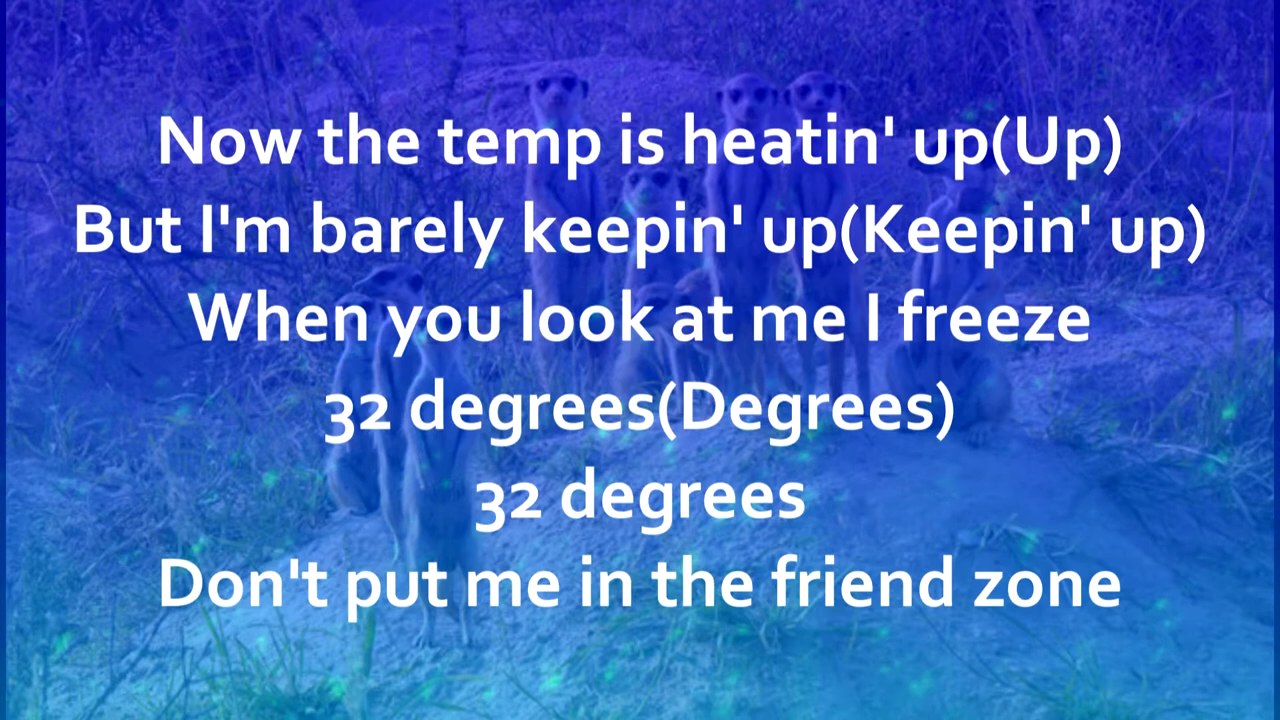 Now the temp is heatin' up(Up)
But I'm barely keepin' up(Keepin' up)
When you look at me I freeze
32 degrees(Degrees)
32 degrees
Don't put me in the friend zone